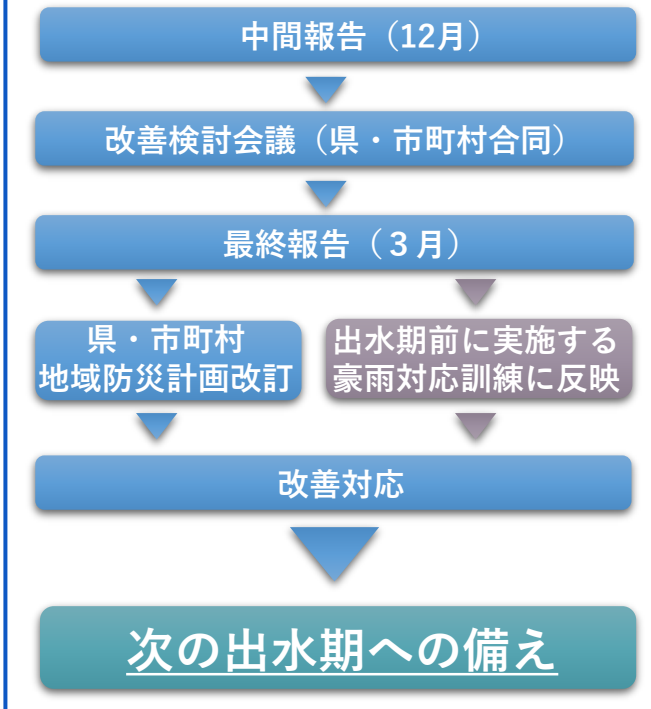 中間報告（12月）
改善検討会議（県・市町村合同）
最終報告（３月）
県・市町村
地域防災計画改訂
出水期前に実施する
豪雨対応訓練に反映
改善対応
次の出水期への備え